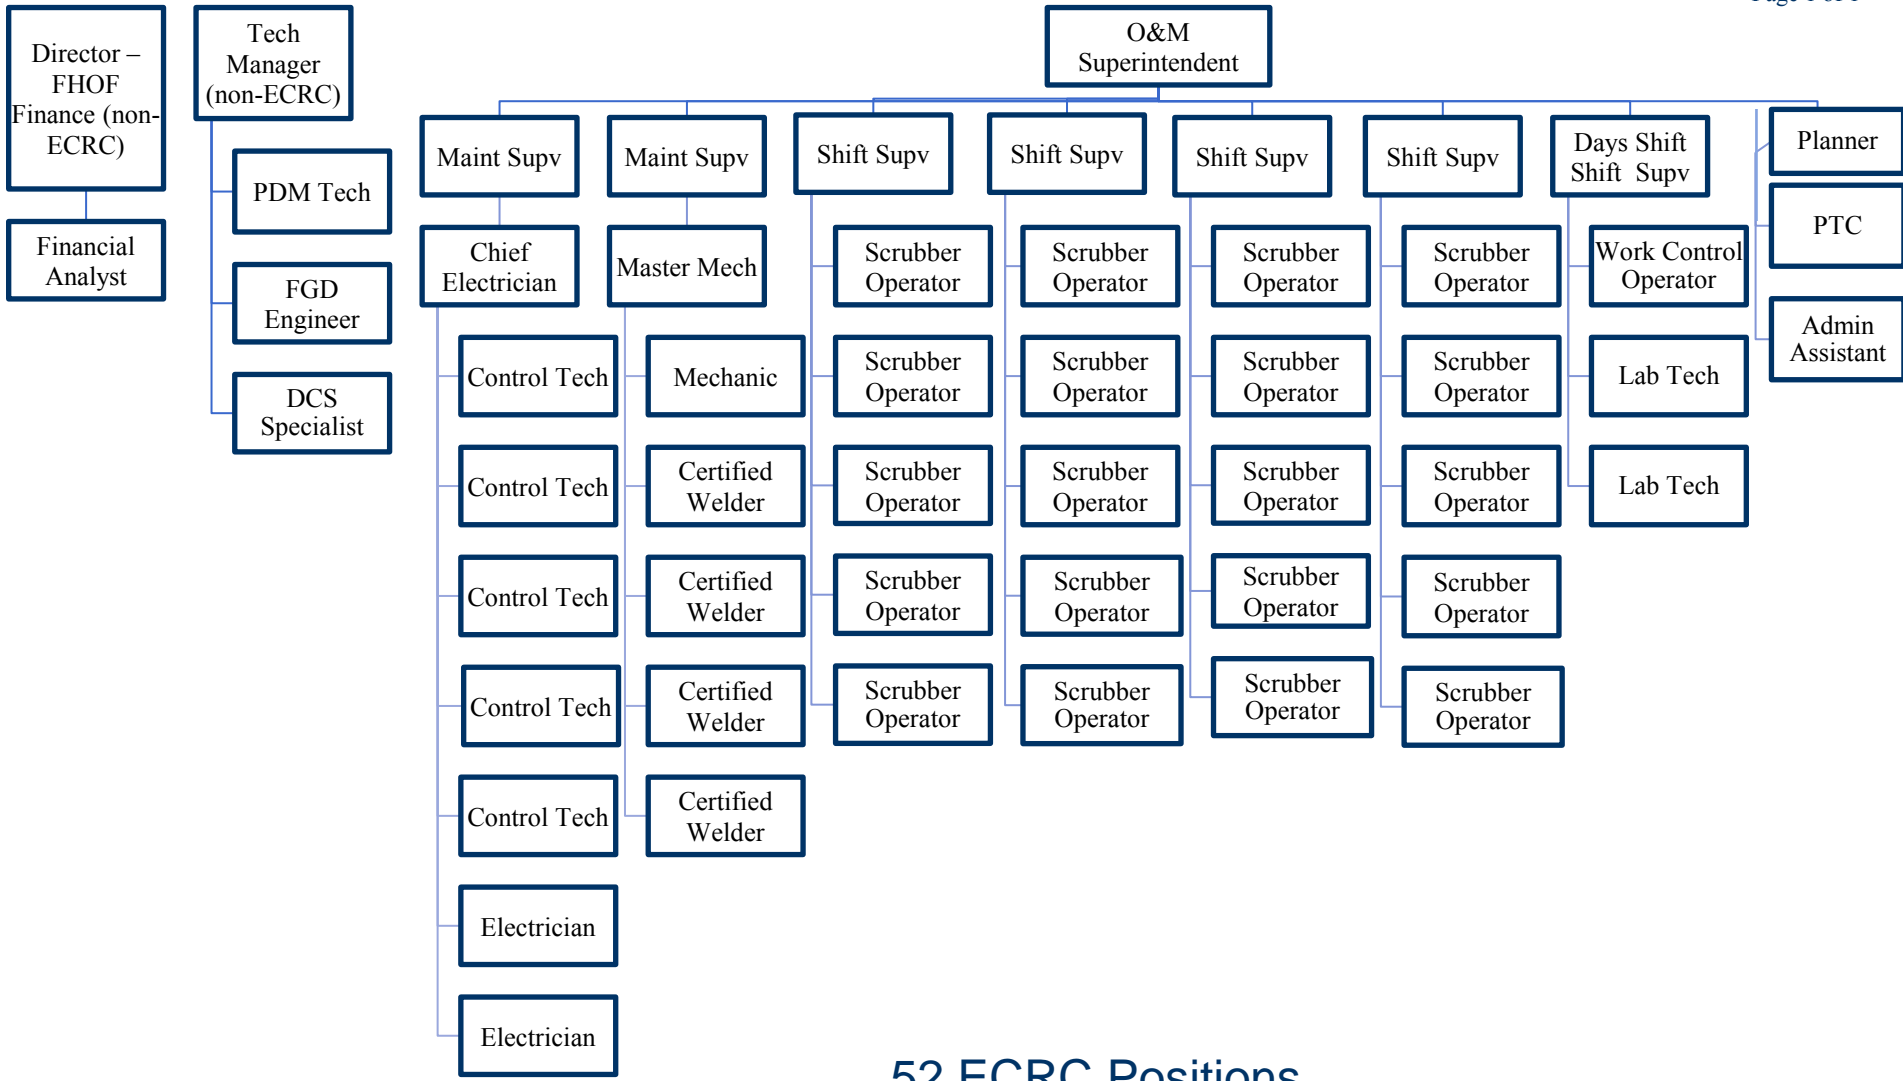 Page 1 of 1
Director –
FHOF
Finance (non-
ECRC)
Financial
Analyst
Tech
Manager
(non-ECRC)
PDM Tech
FGD
Engineer
DCS
Specialist
O&M
Superintendent
Maint Supv
Chief
Electrician
Control Tech
Control Tech
Control Tech
Control Tech
Control Tech
Electrician
Electrician
Maint Supv
Master Mech
Mechanic
Certified
Welder
Certified
Welder
Certified
Welder
Certified
Welder
Shift Supv
Scrubber
Operator
Scrubber
Operator
Scrubber
Operator
Scrubber
Operator
Scrubber
Operator
Shift Supv
Scrubber
Operator
Scrubber
Operator
Scrubber
Operator
Scrubber
Operator
Scrubber
Operator
Shift Supv
Scrubber
Operator
Scrubber
Operator
Scrubber
Operator
Scrubber
Operator
Scrubber
Operator
Shift Supv
Scrubber
Operator
Scrubber
Operator
Scrubber
Operator
Scrubber
Operator
Scrubber
Operator
Days Shift
Shift Supv
Work Control
Operator
Lab Tech
Lab Tech
Planner
PTC
Admin
Assistant
52 ECRC Positions